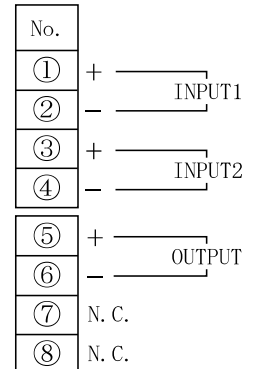 No.
① +
INPUT1
② −
③ +
INPUT2
④ −
⑤ +
OUTPUT
⑥ −
⑦ N.C.
⑧ N.C.